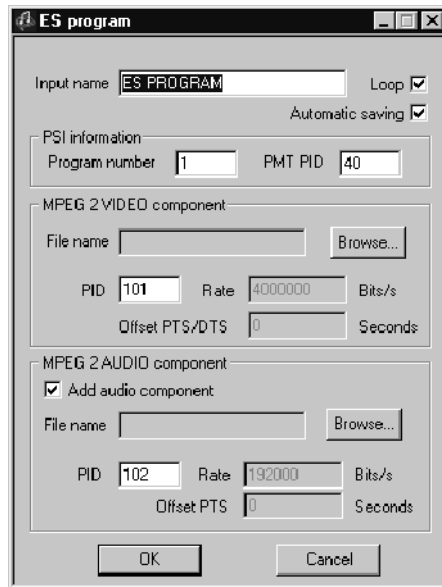 ES program
Input name ES PROGRAM Loop
Automatic saving
PSI information
Program number 1 PMT PID 40
MPEG 2 VIDEO component
File name Browse...
PID 101 Rate 4000000 Bits/s
Offset PTS/DTS 0 Seconds
MPEG 2 AUDIO component
Add audio component
File name Browse...
PID 102 Rate 192000 Bits/s
Offset PTS 0 Seconds
OK Cancel